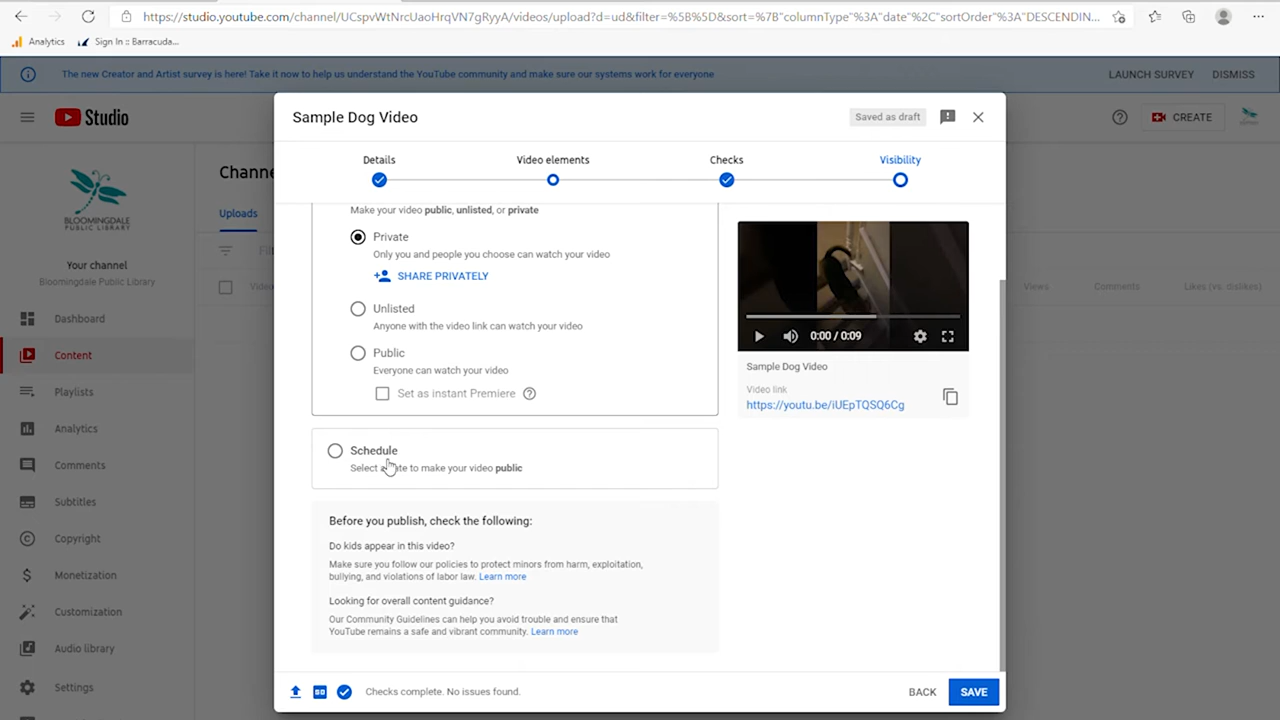 https://studio.youtube.com/channel/UCspvWtNrcUaoHrqVN7gRyyA/videos/upload?d=ud&filter=%5B%5D&sort=%7B"columnType"%3A"date"%2C"sortOrder"%3A"DESCENDIN...
Analytics
Sign In :: Barracuda...
The new Creator and Artist survey is here! Take it now to help us understand the YouTube community and make sure our systems work for everyone
LAUNCH SURVEY
DISMISS
Studio
CREATE
Sample Dog Video
Saved as draft
Details
Video elements
Checks
Visibility
BLOOMINGDALE
PUBLIC LIBRARY
Your channel
Bloomingdale Public Library
Dashboard
Content
Playlists
Analytics
Comments
Subtitles
Copyright
Monetization
Customization
Audio library
Settings
Channe
Uploads
Filt
Video
Views
Comments
Likes (vs. dislikes)
Make your video public, unlisted, or private
Private
Only you and people you choose can watch your video
SHARE PRIVATELY
Unlisted
Anyone with the video link can watch your video
Public
Everyone can watch your video
Set as instant Premiere
Schedule
Select a date to make your video public
Before you publish, check the following:
Do kids appear in this video?
Make sure you follow our policies to protect minors from harm, exploitation,
bullying, and violations of labor law. Learn more
Looking for overall content guidance?
Our Community Guidelines can help you avoid trouble and ensure that
YouTube remains a safe and vibrant community. Learn more
0:00 / 0:09
Sample Dog Video
Video link
https://youtu.be/iUEpTQSQ6Cg
SD
Checks complete. No issues found.
BACK
SAVE